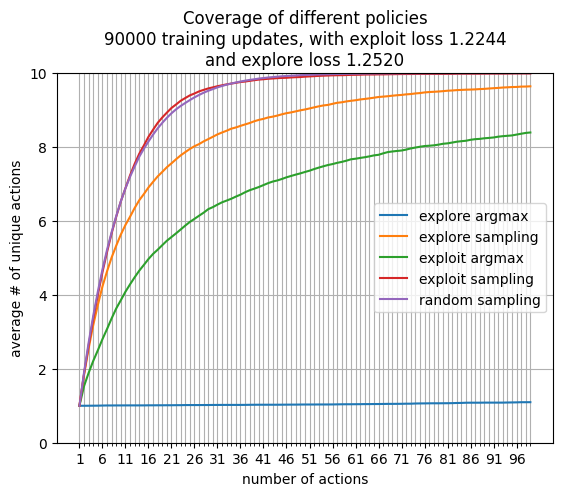 Coverage of different policies
90000 training updates, with exploit loss 1.2244
and explore loss 1.2520
10
8
6
4
2
0
average # of unique actions
explore argmax
explore sampling
exploit argmax
exploit sampling
random sampling
1 6 11 16 21 26 31 36 41 46 51 56 61 66 71 76 81 86 91 96
number of actions